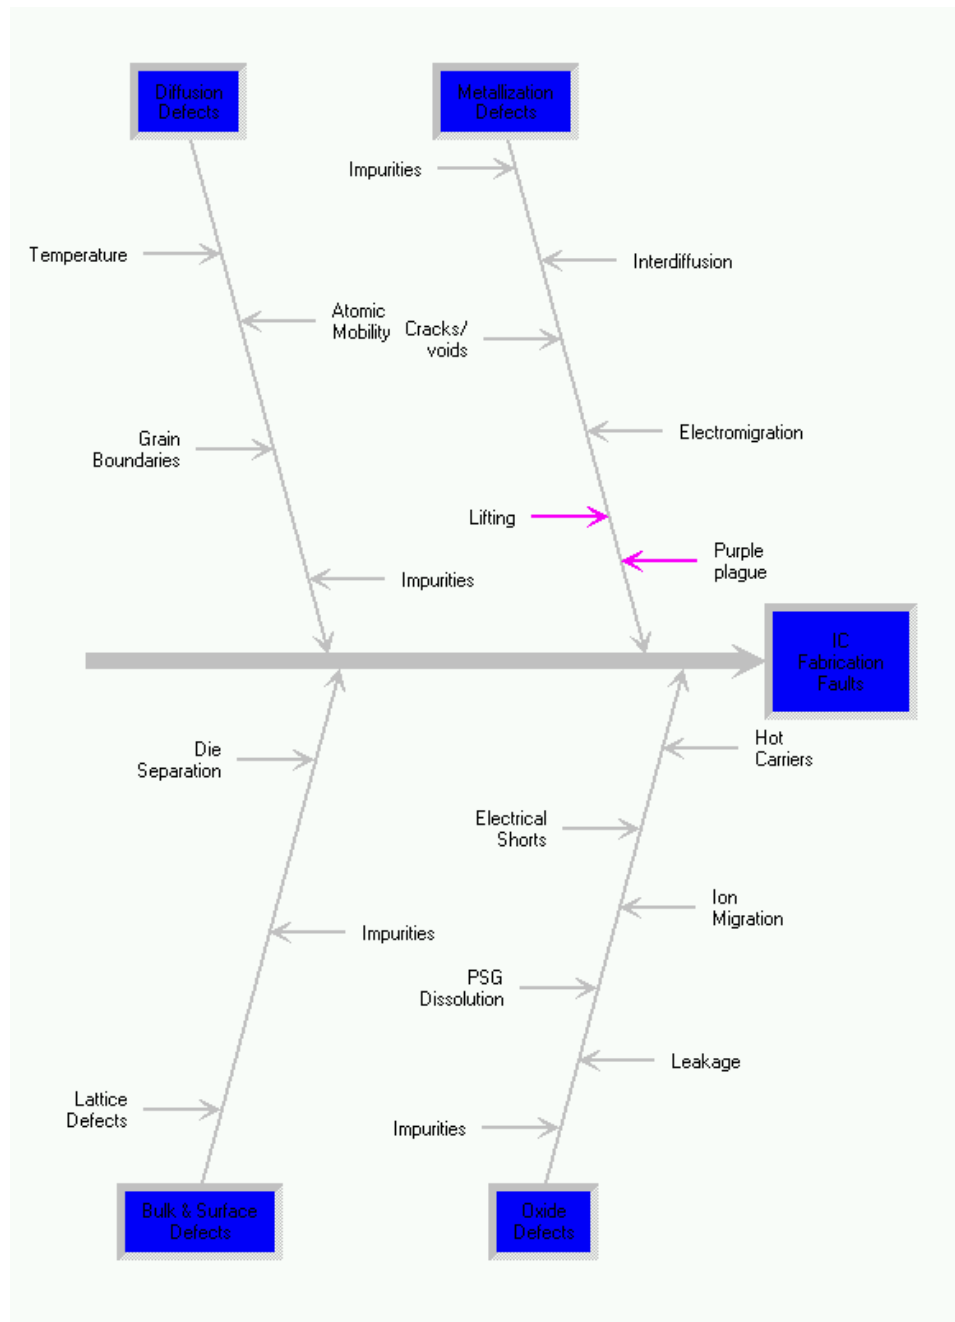 Diffusion
Defects
Metallization
Defects
Impurities
Temperature
Interdiffusion
Atomic
Mobility
Cracks/
voids
Grain
Boundaries
Electromigration
Lifting
Purple
plague
Impurities
IC
Fabrication
Faults
Die
Separation
Hot
Carriers
Electrical
Shorts
Ion
Migration
Impurities
PSG
Dissolution
Leakage
Lattice
Defects
Impurities
Bulk & Surface
Defects
Oxide
Defects